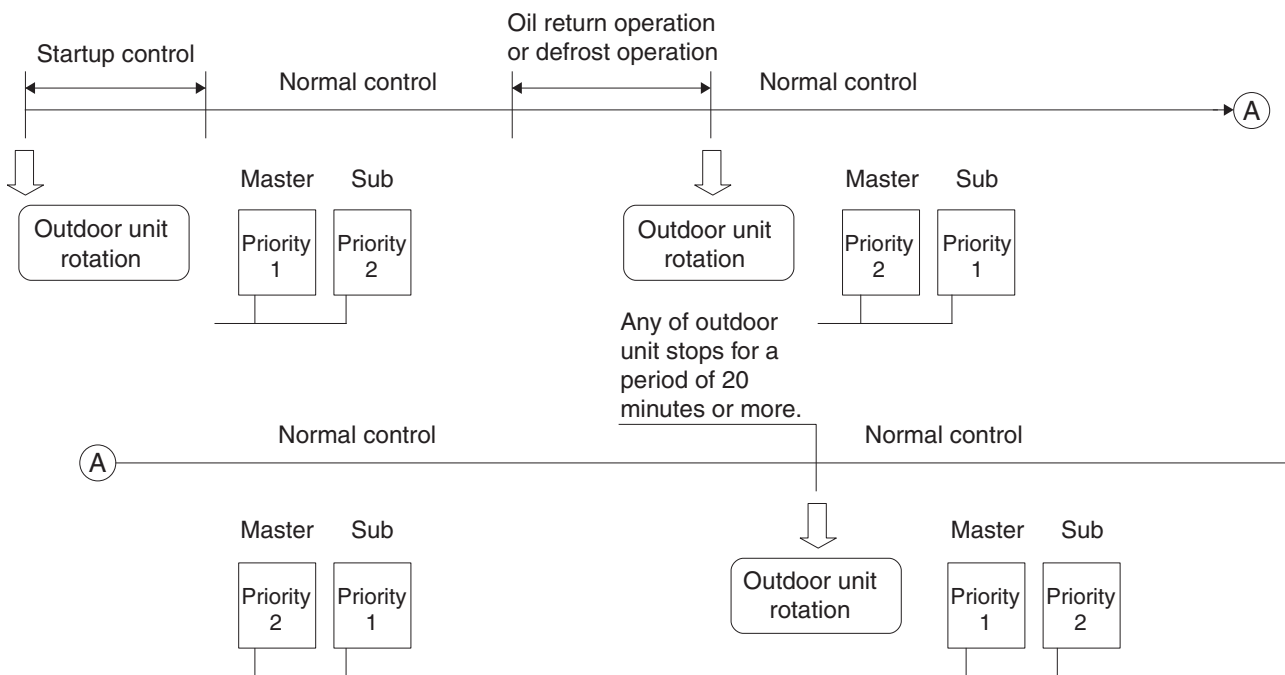 Startup control
Normal control
Oil return operation
or defrost operation
Normal control
A
Outdoor unit
rotation
Master
Sub
Priority
1
Priority
2
Outdoor unit
rotation
Master
Sub
Priority
2
Priority
1
Any of outdoor
unit stops for a
period of 20
minutes or more.
A
Normal control
Normal control
Master
Sub
Priority
2
Priority
1
Outdoor unit
rotation
Master
Sub
Priority
1
Priority
2